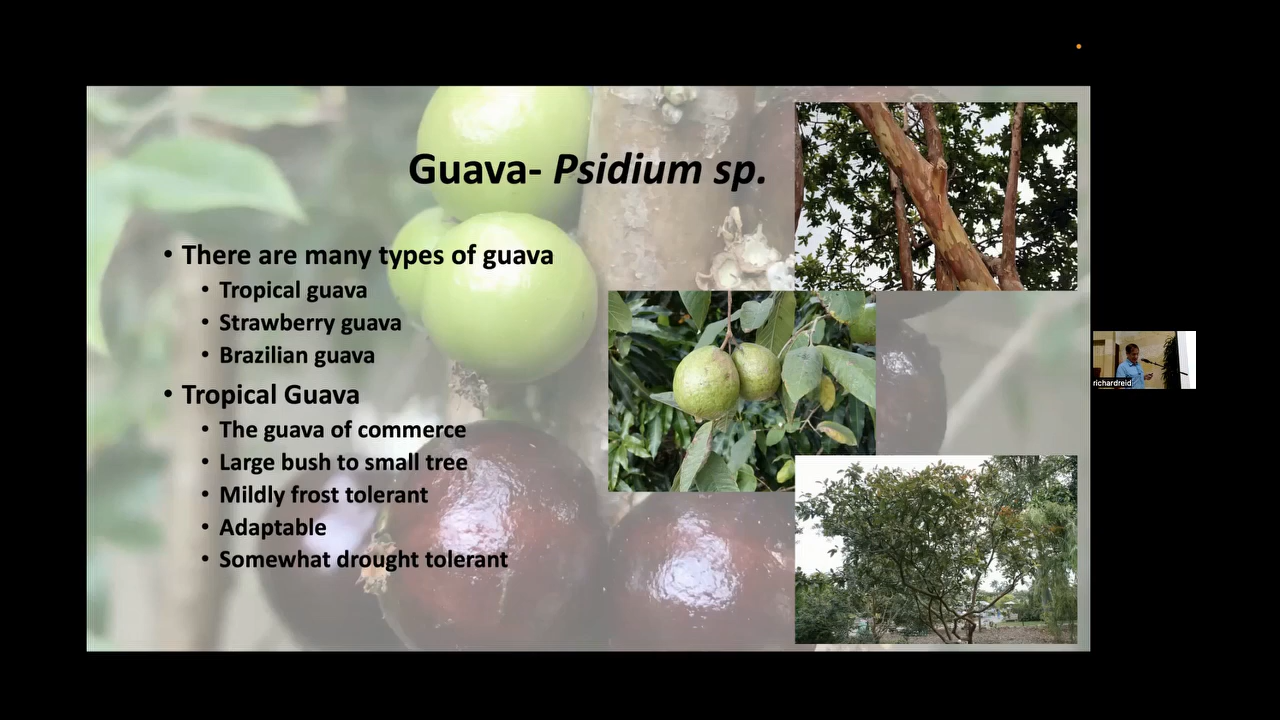 Guava- Psidium sp.
• There are many types of guava
• Tropical guava
• Strawberry guava
• Brazilian guava
• Tropical Guava
• The guava of commerce
• Large bush to small tree
• Mildly frost tolerant
• Adaptable
• Somewhat drought tolerant
richardreid